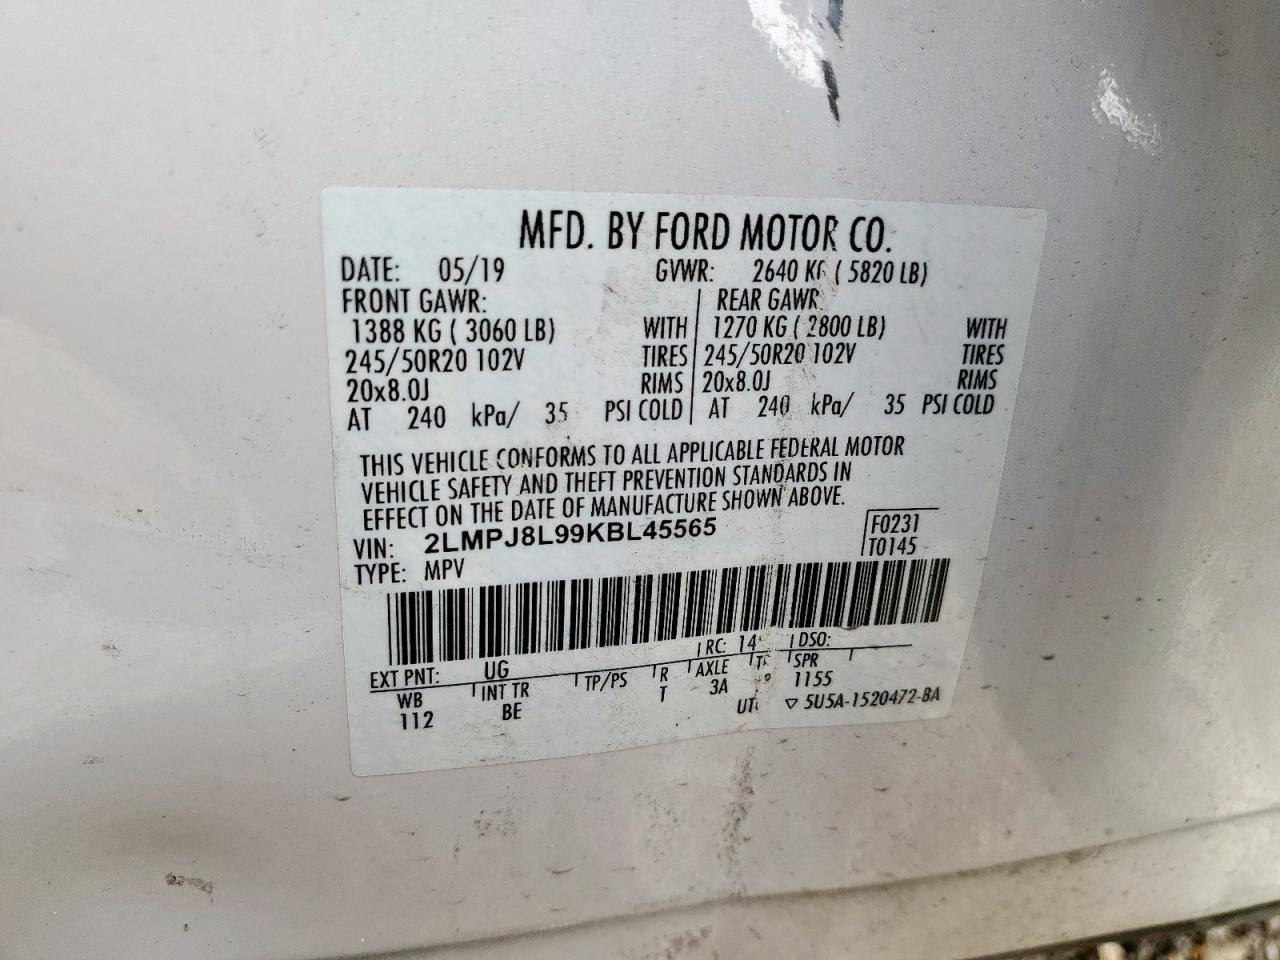 MFD. BY FORD MOTOR CO.
DATE: 05/19 GVWR: 2640 KG ( 5820 LB)
FRONT GAWR: REAR GAWR:
1388 KG ( 3060 LB) WITH 1270 KG ( 2800 LB) WITH
245/50R20 102V TIRES 245/50R20 102V TIRES
20x8.0J RIMS 20x8.0J RIMS
AT 240 kPa/ 35 PSI COLD AT 240 kPa/ 35 PSI COLD
THIS VEHICLE CONFORMS TO ALL APPLICABLE FEDERAL MOTOR
VEHICLE SAFETY AND THEFT PREVENTION STANDARDS IN
EFFECT ON THE DATE OF MANUFACTURE SHOWN ABOVE.
VIN: 2LMPJ8L99KBL45565 F0231
TYPE: MPV T0145
EXT PNT: UG RC: 14 DSO:
WB INT TR TP/PS R AXLE TR SPR
112 BE T 3A 1155
▽ 5U5A-1520472-BA